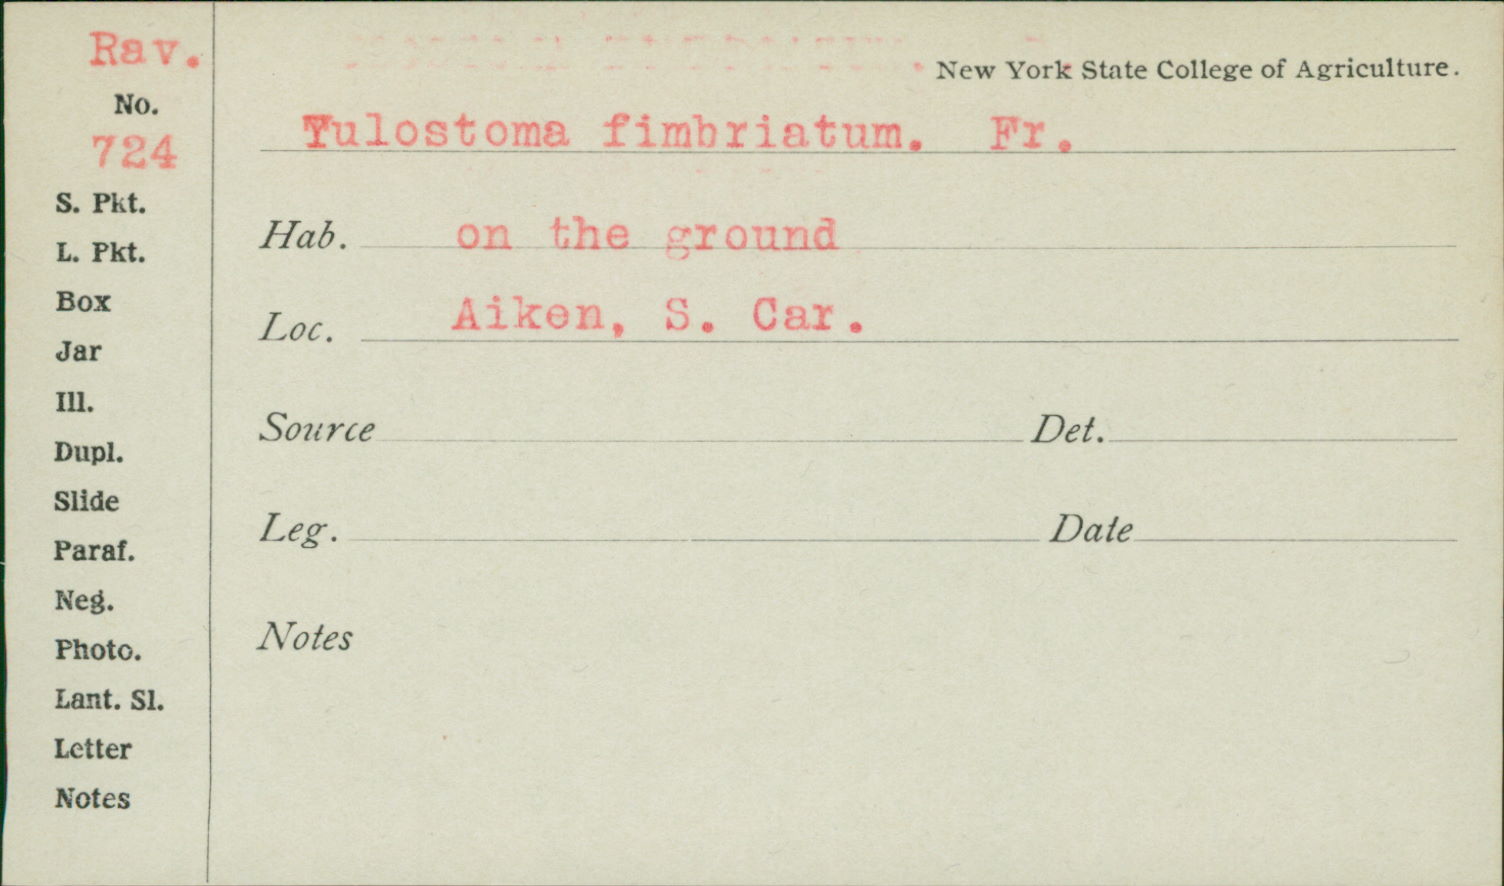 Rav.
No.
724
S. Pkt.
L. Pkt.
Box
Jar
Ill.
Dupl.
Slide
Paraf.
Neg.
Photo.
Lant. Sl.
Letter
Notes
New York State College of Agriculture.
Tulostoma fimbriatum. Fr.
Hab. on the ground
Loc. Aiken, S. Car.
Source Det.
Leg. Date
Notes